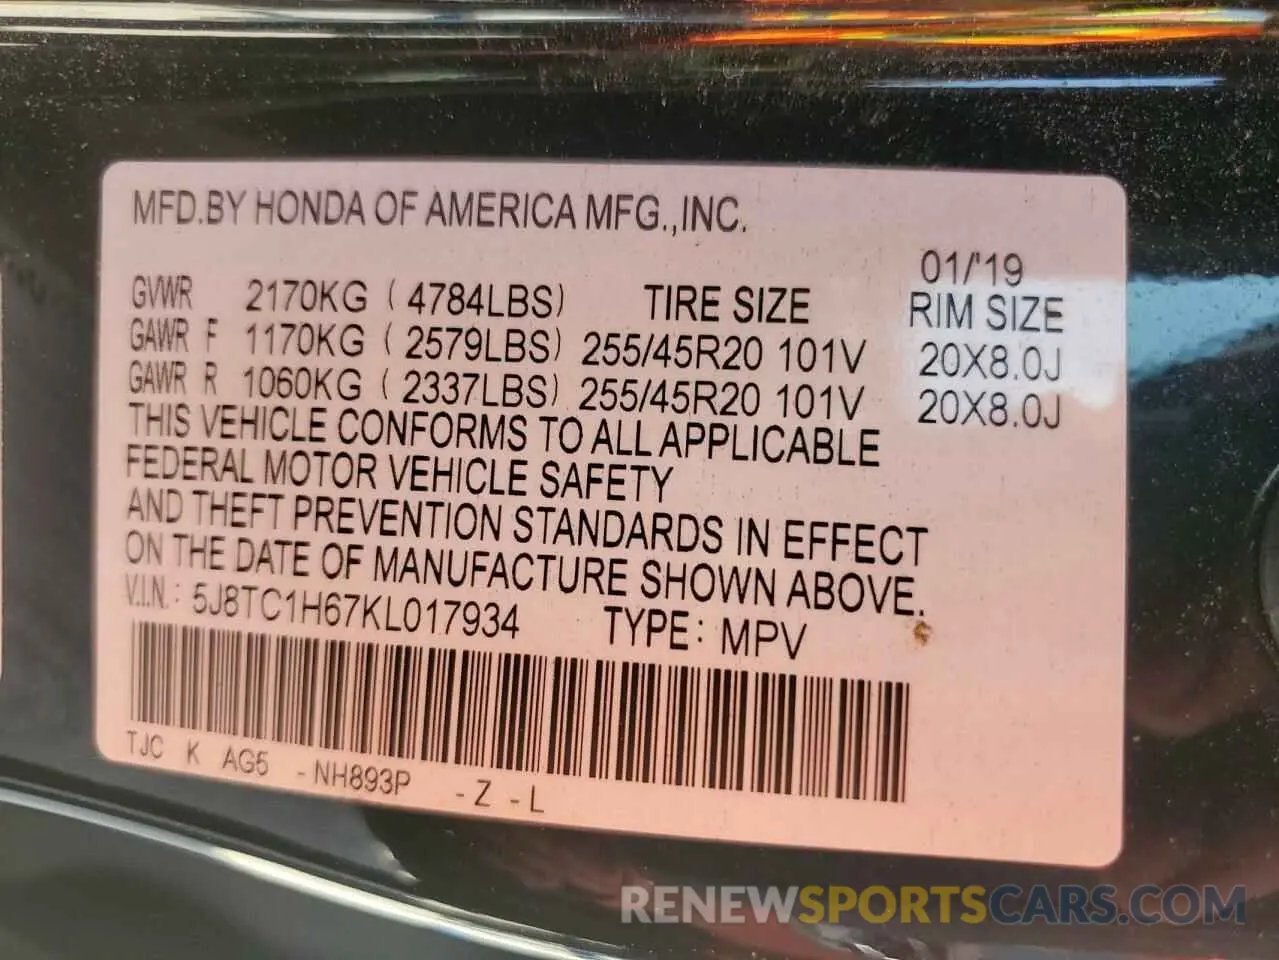 MFD.BY HONDA OF AMERICA MFG.,INC.
01/'19
GVWR 2170KG ( 4784LBS) TIRE SIZE RIM SIZE
GAWR F 1170KG ( 2579LBS) 255/45R20 101V 20X8.0J
GAWR R 1060KG ( 2337LBS) 255/45R20 101V 20X8.0J
THIS VEHICLE CONFORMS TO ALL APPLICABLE
FEDERAL MOTOR VEHICLE SAFETY
AND THEFT PREVENTION STANDARDS IN EFFECT
ON THE DATE OF MANUFACTURE SHOWN ABOVE.
V.I.N.: 5J8TC1H67KL017934 TYPE: MPV
TJC K AG5 -NH893P -Z -L
RENEWSPORTSCARS.COM